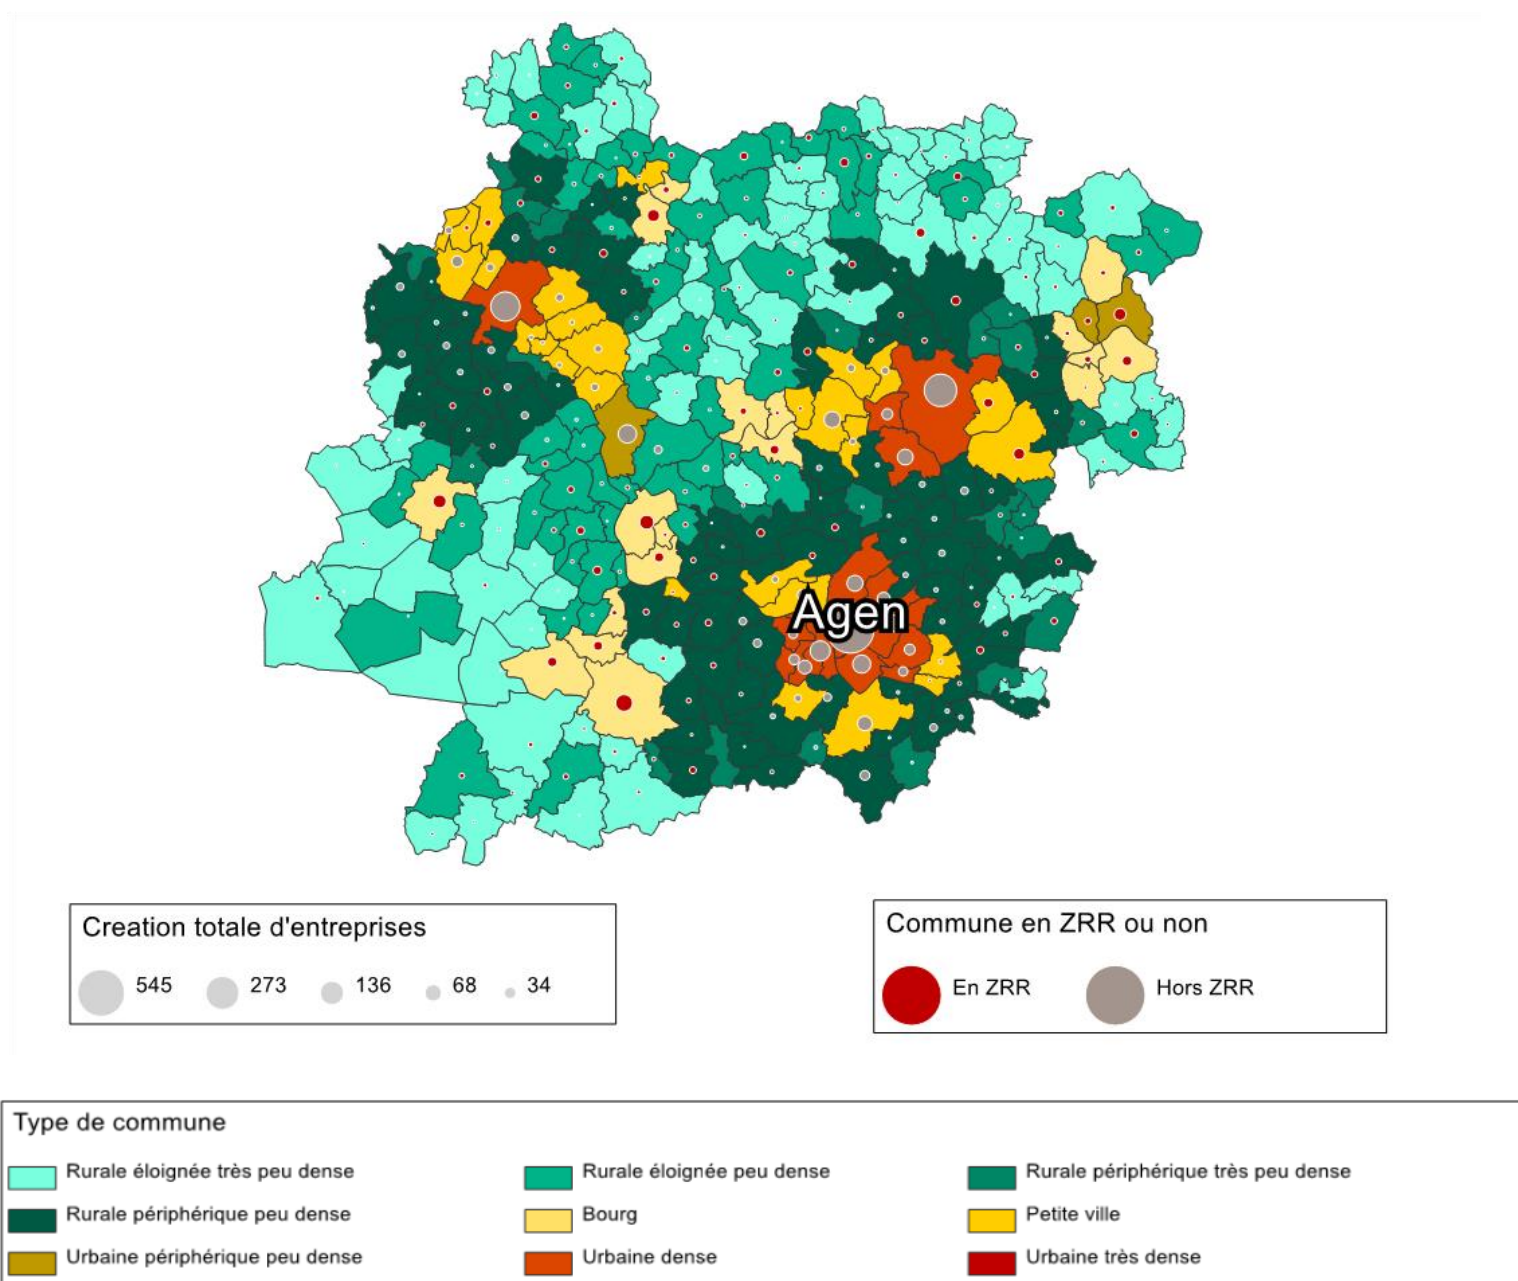 Agen
Creation totale d'entreprises
545 273 136 68 34
Commune en ZRR ou non
En ZRR Hors ZRR
Type de commune
Rurale éloignée très peu dense Rurale éloignée peu dense Rurale périphérique très peu dense
Rurale périphérique peu dense Bourg Petite ville
Urbaine périphérique peu dense Urbaine dense Urbaine très dense